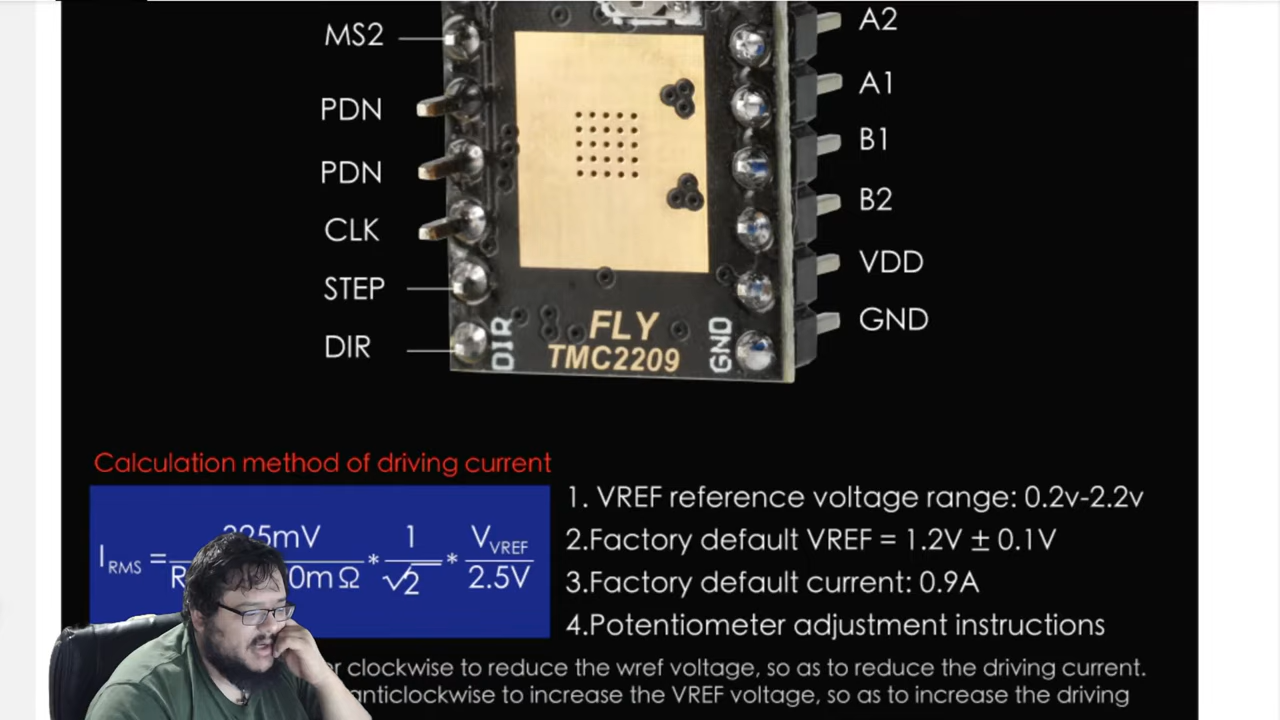 MS2
PDN
PDN
CLK
STEP
DIR
A2
A1
B1
B2
VDD
GND
DIR
FLY
TMC2209
GND
Calculation method of driving current
I RMS = 325mV 0mΩ * 1 √2 * V VREF 2.5V
1. VREF reference voltage range: 0.2v-2.2v
2.Factory default VREF = 1.2V ± 0.1V
3.Factory default current: 0.9A
4.Potentiometer adjustment instructions
clockwise to reduce the wref voltage, so as to reduce the driving current.
anticlockwise to increase the VREF voltage, so as to increase the driving